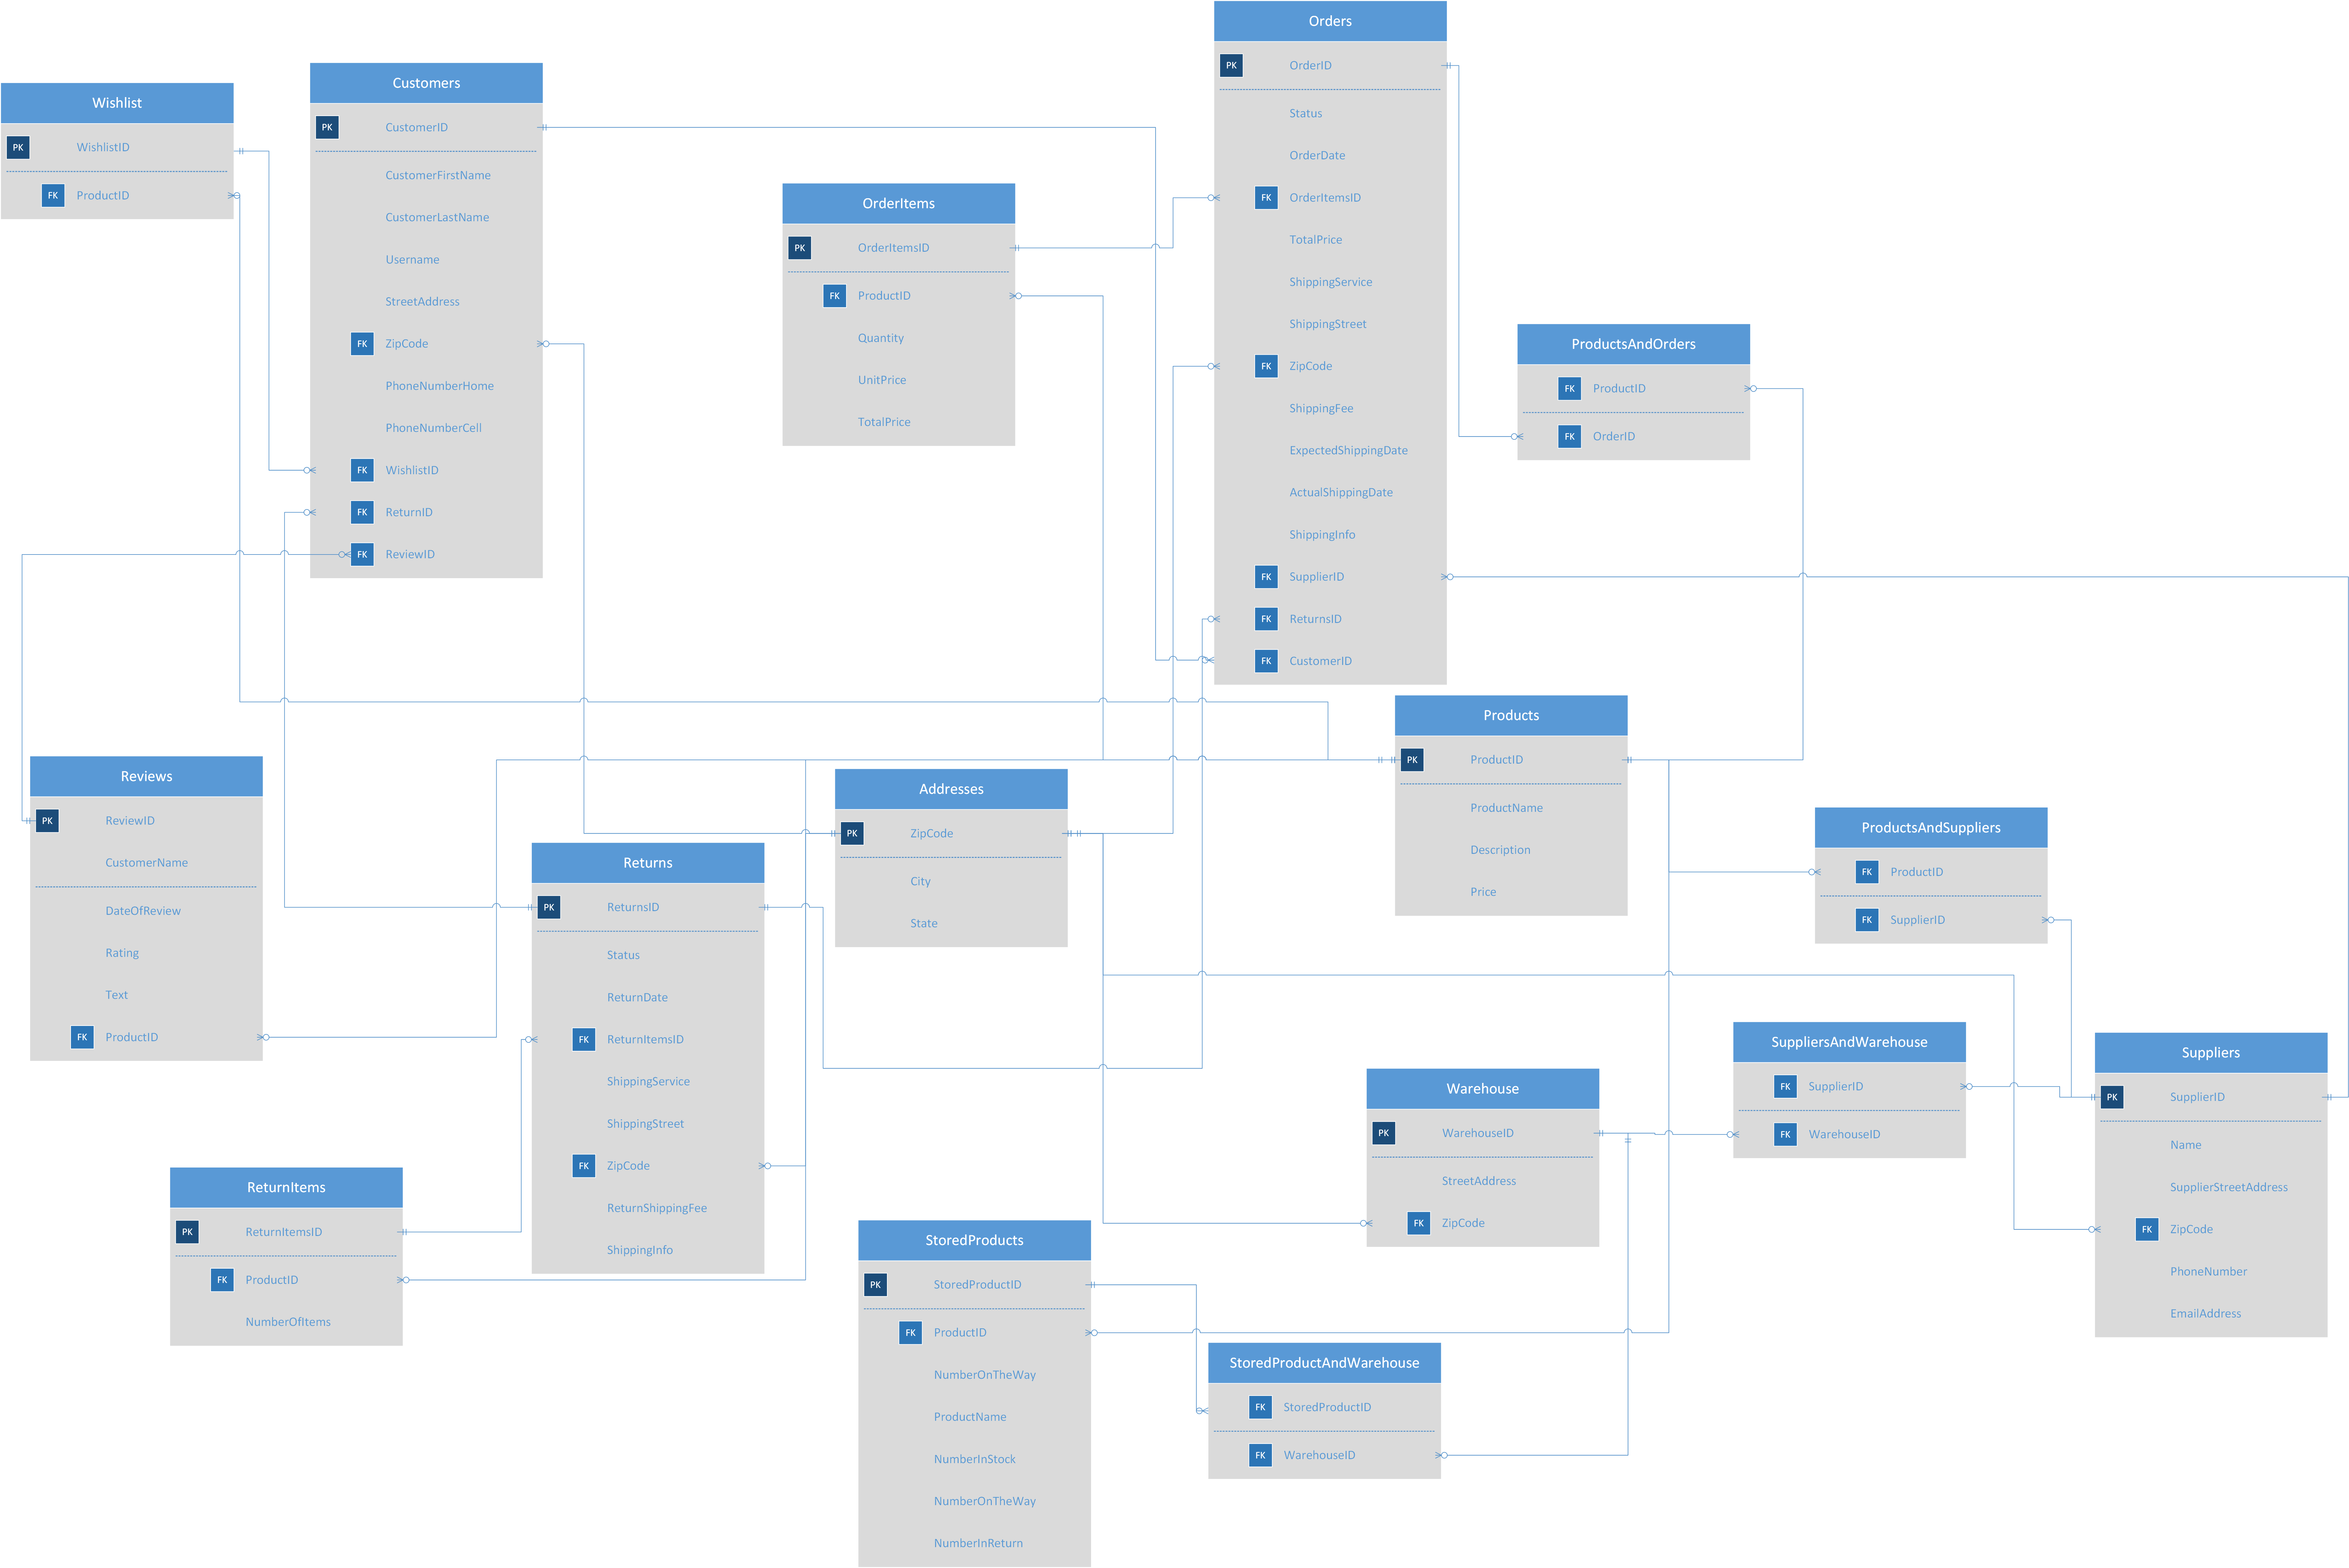 Wishlist
PK WishlistID
FK ProductID
Customers
PK CustomerID
CustomerFirstName
CustomerLastName
Username
StreetAddress
FK ZipCode
PhoneNumberHome
PhoneNumberCell
FK WishlistID
FK ReturnID
FK ReviewID
OrderItems
PK OrderItemsID
FK ProductID
Quantity
UnitPrice
TotalPrice
Orders
PK OrderID
Status
OrderDate
FK OrderItemsID
TotalPrice
ShippingService
ShippingStreet
FK ZipCode
ShippingFee
ExpectedShippingDate
ActualShippingDate
ShippingInfo
FK SupplierID
FK ReturnsID
FK CustomerID
ProductsAndOrders
FK ProductID
FK OrderID
Reviews
PK ReviewID
CustomerName
DateOfReview
Rating
Text
FK ProductID
Returns
PK ReturnsID
Status
ReturnDate
FK ReturnItemsID
ShippingService
ShippingStreet
FK ZipCode
ReturnShippingFee
ShippingInfo
Addresses
PK ZipCode
City
State
Products
PK ProductID
ProductName
Description
Price
ProductsAndSuppliers
FK ProductID
FK SupplierID
ReturnItems
PK ReturnItemsID
FK ProductID
NumberOfItems
StoredProducts
PK StoredProductID
FK ProductID
NumberOnTheWay
ProductName
NumberInStock
NumberOnTheWay
NumberInReturn
Warehouse
PK WarehouseID
StreetAddress
FK ZipCode
SuppliersAndWarehouse
FK SupplierID
FK WarehouseID
Suppliers
PK SupplierID
Name
SupplierStreetAddress
FK ZipCode
PhoneNumber
EmailAddress
StoredProductAndWarehouse
FK StoredProductID
FK WarehouseID